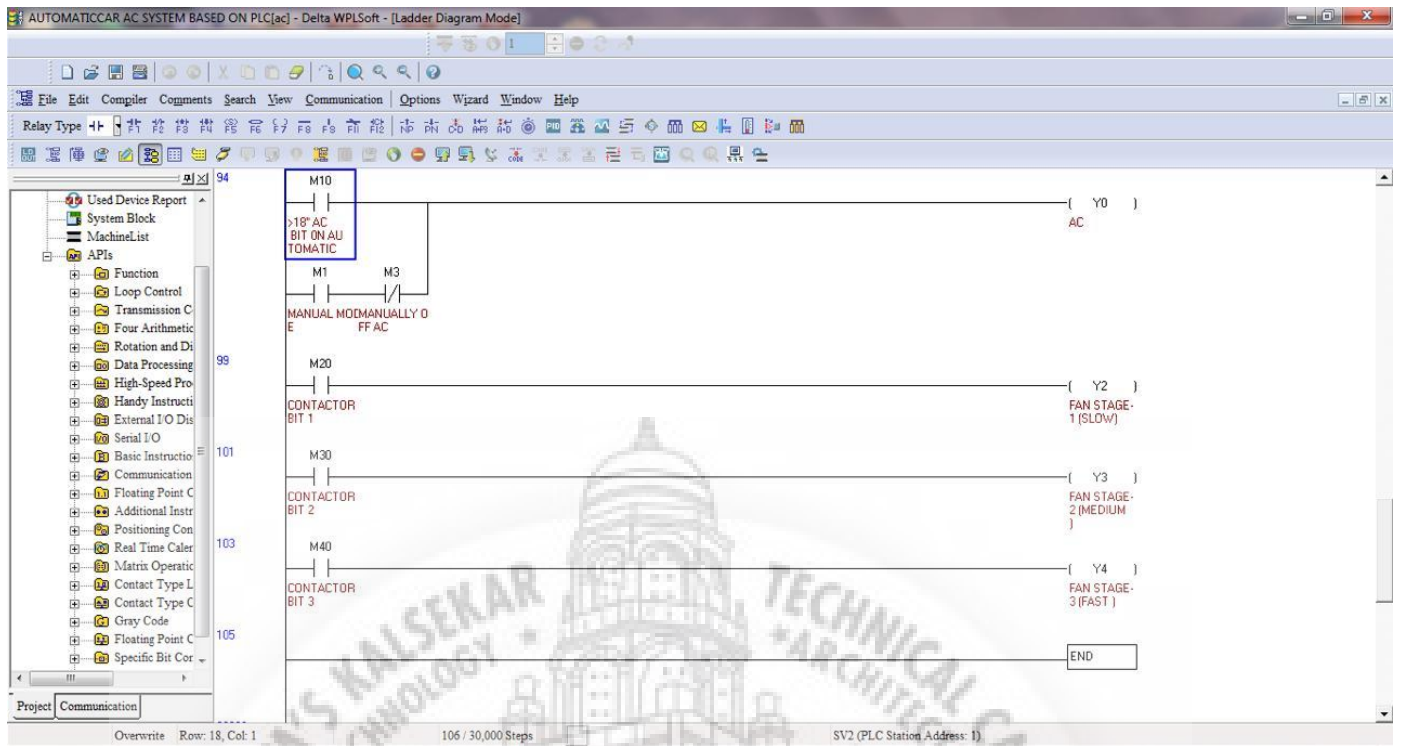 AUTOMATICCAR AC SYSTEM BASED ON PLC[ac] - Delta WPLSoft - [Ladder Diagram Mode]
1
File Edit Compiler Comments Search View Communication Options Wizard Window Help
Relay Type
Used Device Report
System Block
MachineList
APIs
Function
Loop Control
Transmission C
Four Arithmetic
Rotation and Di
Data Processing
High-Speed Pro
Handy Instructi
External I/O Dis
Serial I/O
Basic Instructio
Communication
Floating Point C
Additional Instr
Positioning Con
Real Time Caler
Matrix Operatic
Contact Type L
Contact Type C
Gray Code
Floating Point C
Specific Bit Cor
Project Communication
94
M10
>18" AC
BIT ON AU
TOMATIC
Y0
AC
M1 M3
MANUAL MODMANUALLY O
E FF AC
99
M20
CONTACTOR
BIT 1
Y2
FAN STAGE-
1 (SLOW)
101
M30
CONTACTOR
BIT 2
Y3
FAN STAGE-
2 (MEDIUM
)
103
M40
CONTACTOR
BIT 3
Y4
FAN STAGE-
3 (FAST )
105
END
KALSEKAR TECHNICAL
Overwrite Row: 18, Col: 1 106 / 30,000 Steps SV2 (PLC Station Address: 1)